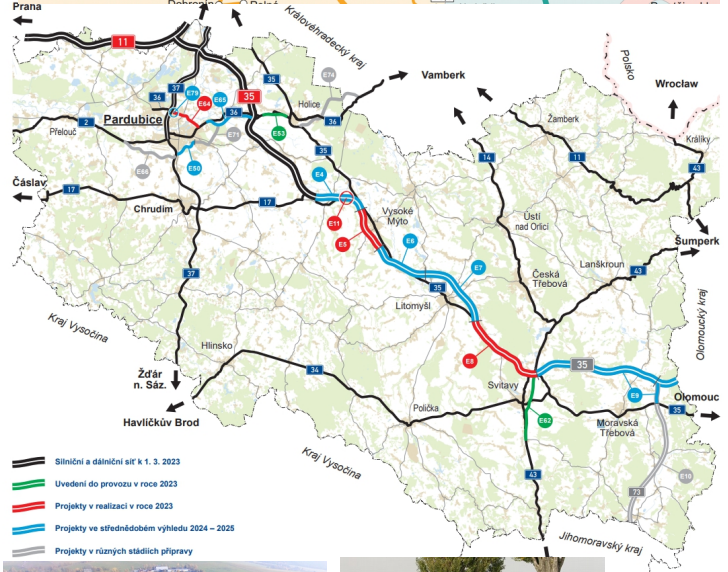 Praha
Královéhradecký kraj
11
35
E74
Vamberk
Polsko
Wrocław
E79
37
36
E64
E65
35
Holice
36
Pardubice
36
E71
E53
35
Žamberk
Přelouč
2
14
11
Králíky
E66
E50
43
Čáslav
17
E4
Chrudim
17
E11
Vysoké
Mýto
Ústí
nad Orlicí
Šumperk
E5
E6
37
E7
Česká
Třebová
Lanškroun
43
35
Litomyšl
Olomoucký kraj
Kraj Vysočina
Hlinsko
E8
35
Žďár
n. Sáz.
34
Svitavy
E9
Olomouc
35
Havlíčkův Brod
Polička
E62
Moravská
Třebová
Kraj Vysočina
43
E10
73
Jihomoravský kraj
Silniční a dálniční síť k 1. 3. 2023
Uvedení do provozu v roce 2023
Projekty v realizaci v roce 2023
Projekty ve střednědobém výhledu 2024 – 2025
Projekty v různých stádiích přípravy